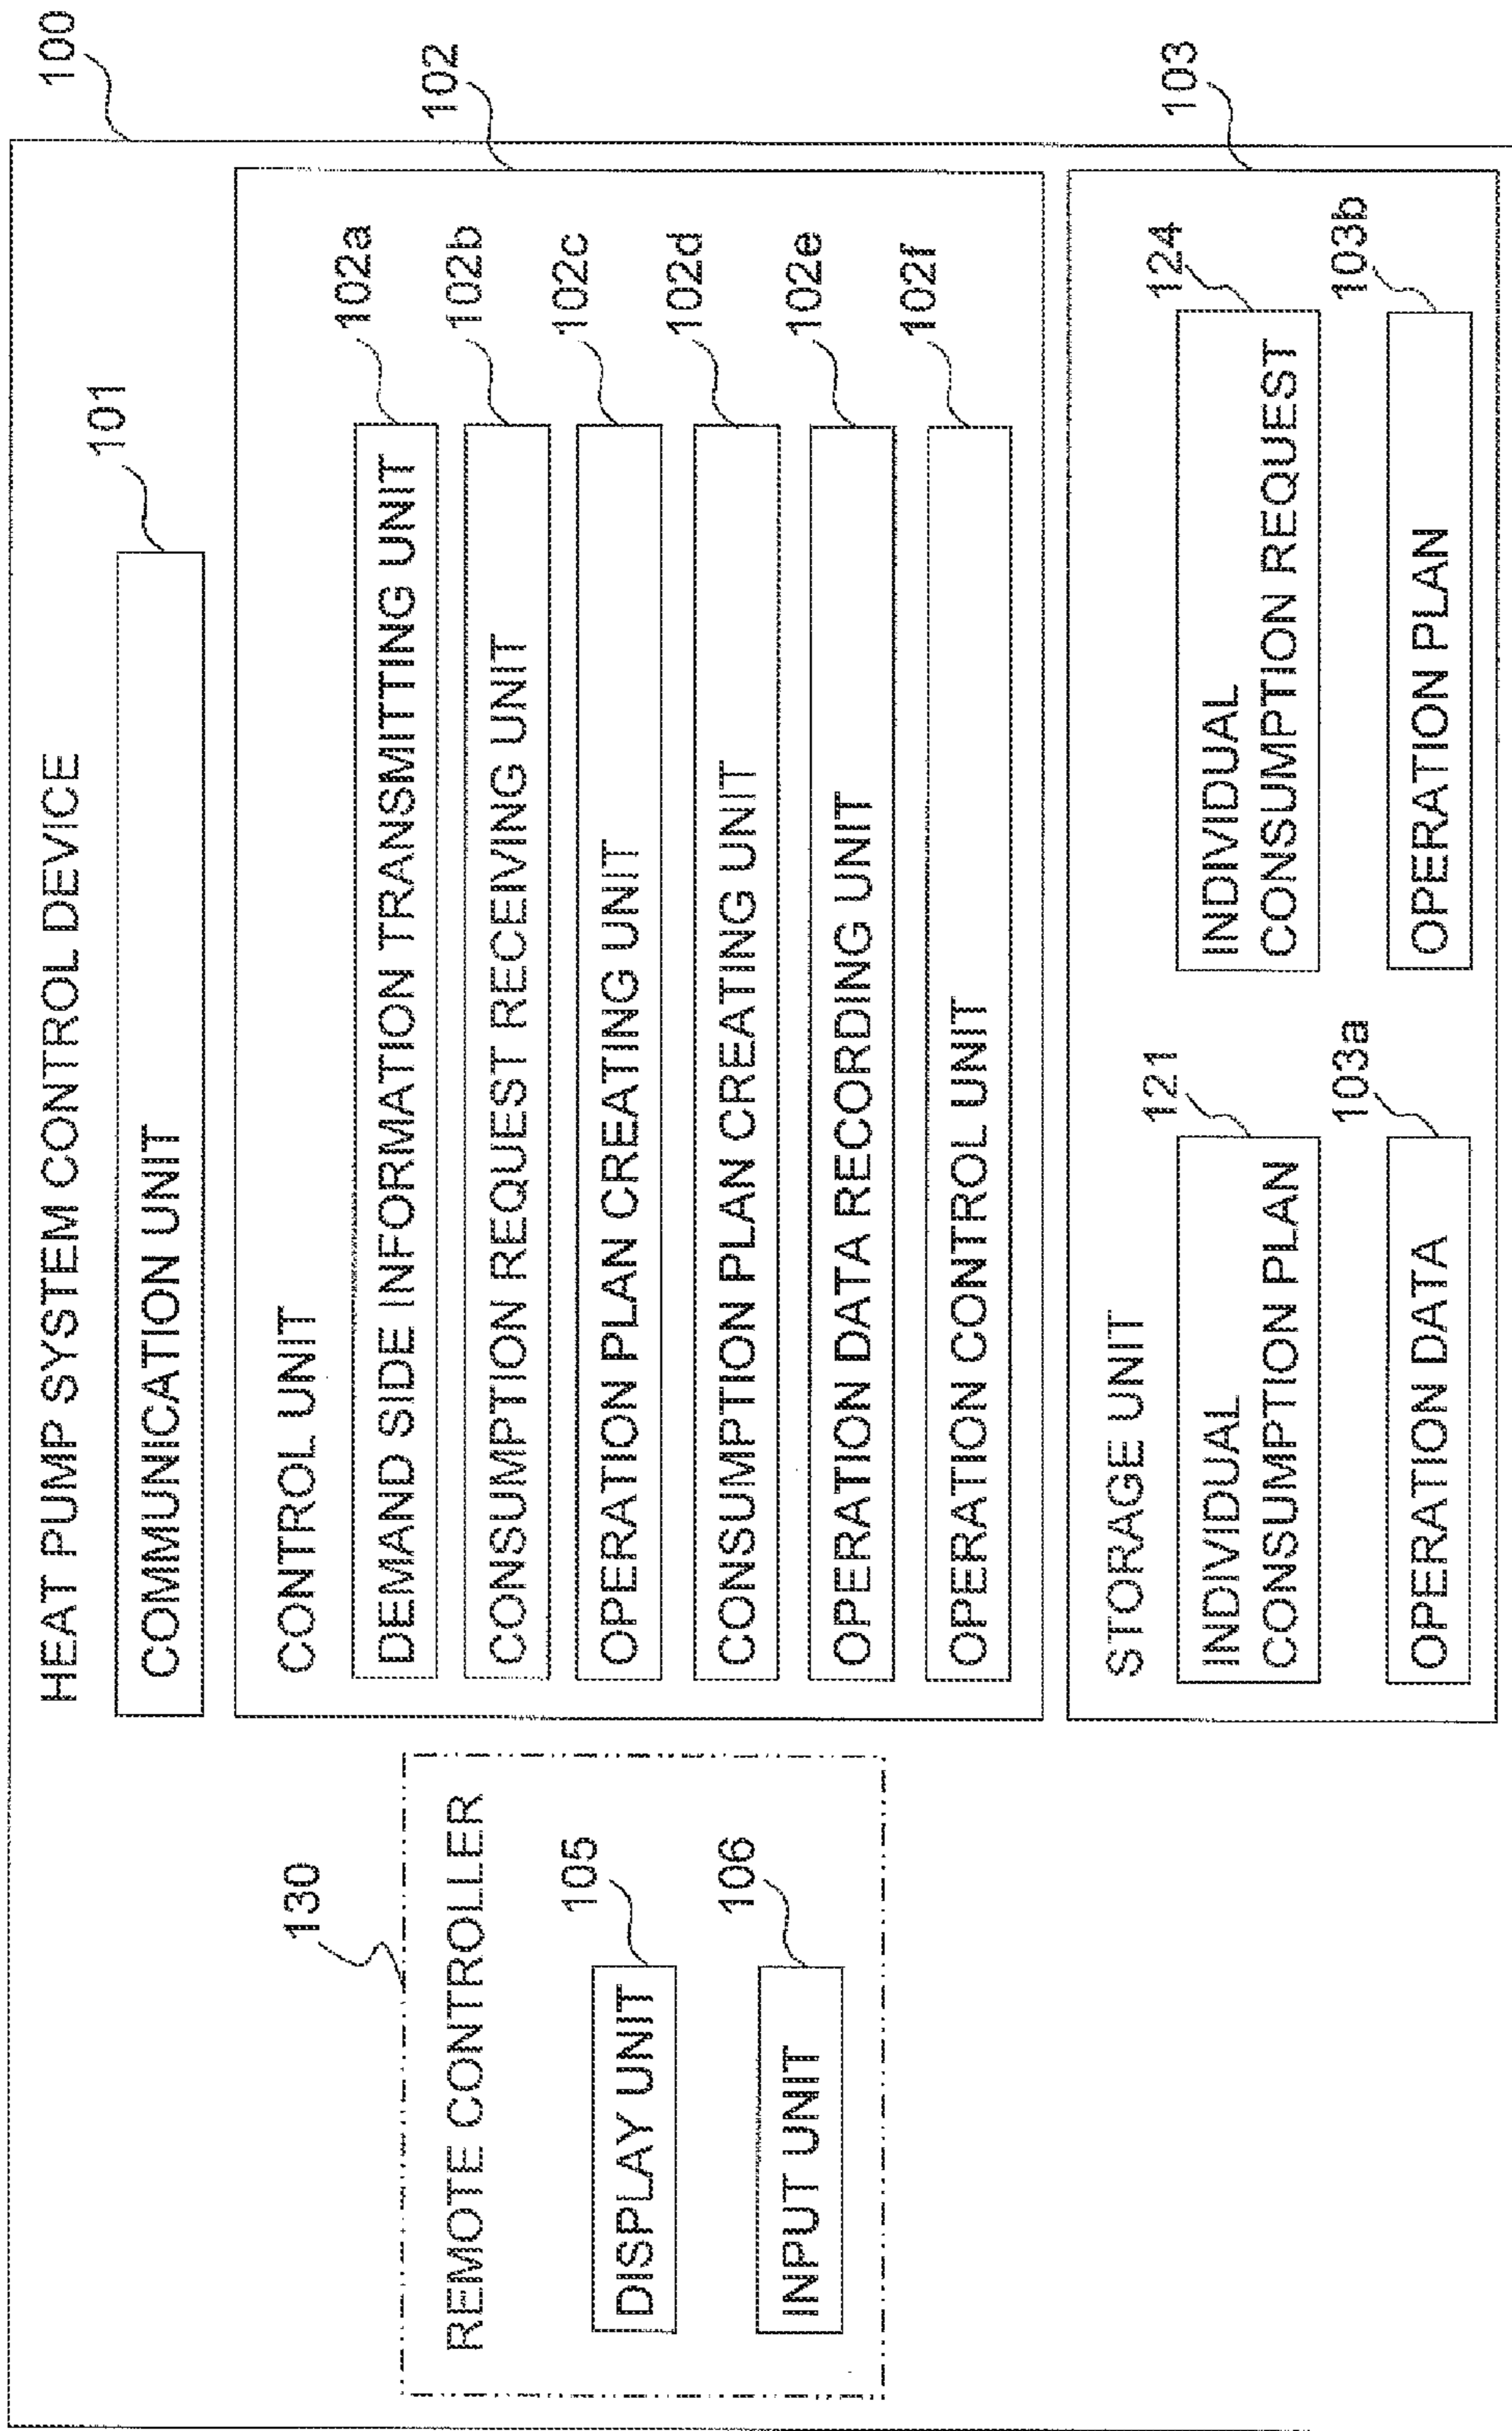 100
HEAT PUMP SYSTEM CONTROL DEVICE
101
COMMUNICATION UNIT
102
CONTROL UNIT
102a
DEMAND SIDE INFORMATION TRANSMITTING UNIT
102b
CONSUMPTION REQUEST RECEIVING UNIT
102c
OPERATION PLAN CREATING UNIT
102d
CONSUMPTION PLAN CREATING UNIT
102e
OPERATION DATA RECORDING UNIT
102f
OPERATION CONTROL UNIT
130
REMOTE CONTROLLER
105
DISPLAY UNIT
106
INPUT UNIT
103
STORAGE UNIT
121
INDIVIDUAL
CONSUMPTION PLAN
124
INDIVIDUAL
CONSUMPTION REQUEST
103a
OPERATION DATA
103b
OPERATION PLAN